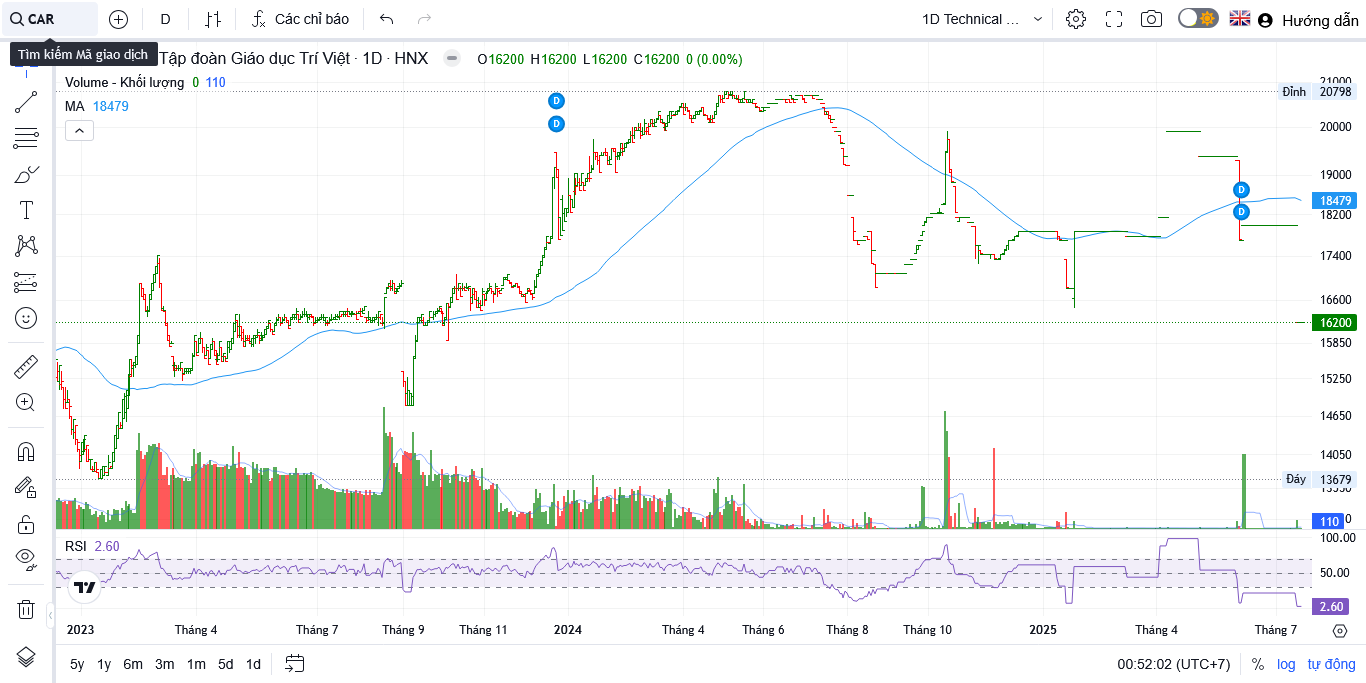 CAR
D
Các chỉ báo
1D Technical ...
Hướng dẫn
Tìm kiếm Mã giao dịch
Tập đoàn Giáo dục Trí Việt · 1D · HNX
O16200 H16200 L16200 C16200 0 (0.00%)
Volume - Khối lượng 0 110
MA 18479
D
D
D
D
21000
Đỉnh 20798
20000
19000
18479
18200
17400
16600
16200
15850
15250
14650
14050
Đáy 13679
110
0
RSI 2.60
100.00
50.00
2.60
2023 Tháng 4 Tháng 7 Tháng 9 Tháng 11 2024 Tháng 4 Tháng 6 Tháng 8 Tháng 10 2025 Tháng 4 Tháng 7
5y 1y 6m 3m 1m 5d 1d
00:52:02 (UTC+7) % log tự động